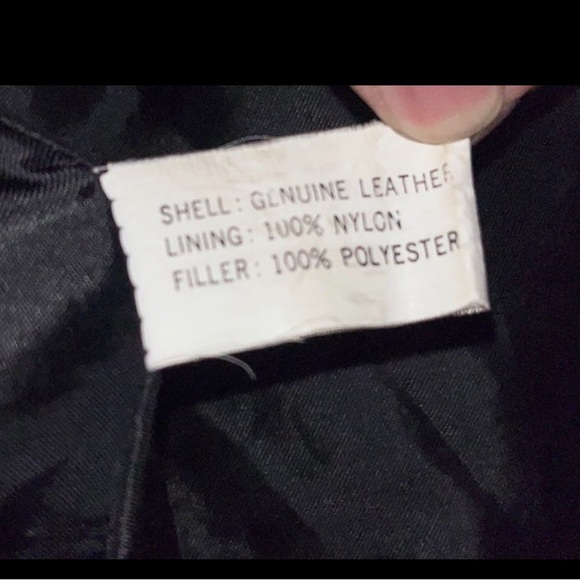 SHELL: GENUINE LEATHER
LINING: 100% NYLON
FILLER: 100% POLYESTER